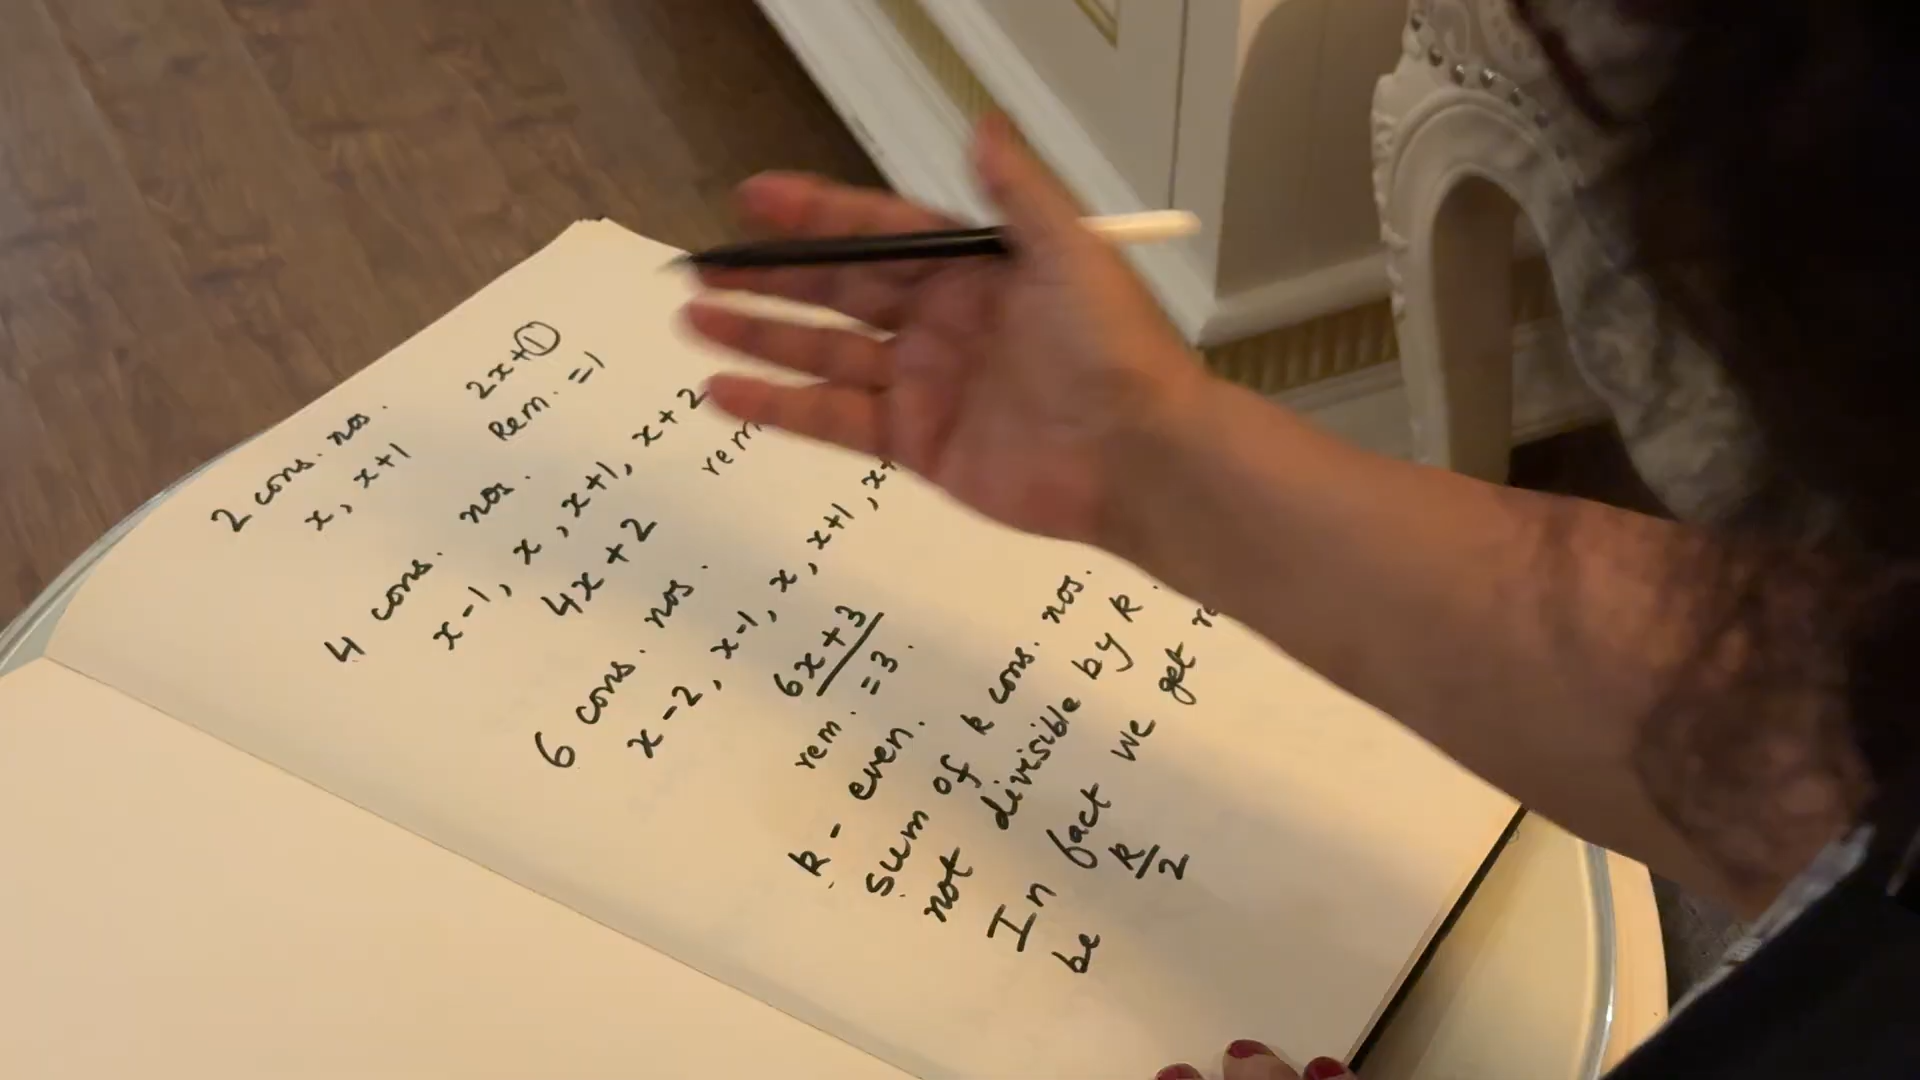 2 cons. nos. 2x+1
x, x+1 Rem. =1
4 cons. nos.
x-1, x, x+1, x+2
4x+2 rem
6 cons. nos.
x-2, x-1, x, x+1, x+
6x+3
rem. =3.
k - even.
sum of k cons. nos.
not divisible by k.
In fact we get
be k/2